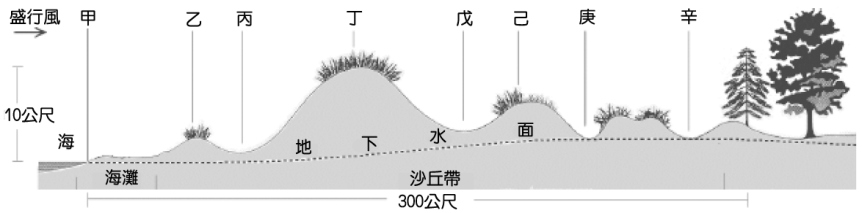 盛行風 甲 乙 丙 丁 戊 己 庚 辛
10公尺
海
地下水面
海灘 沙丘帶
300公尺